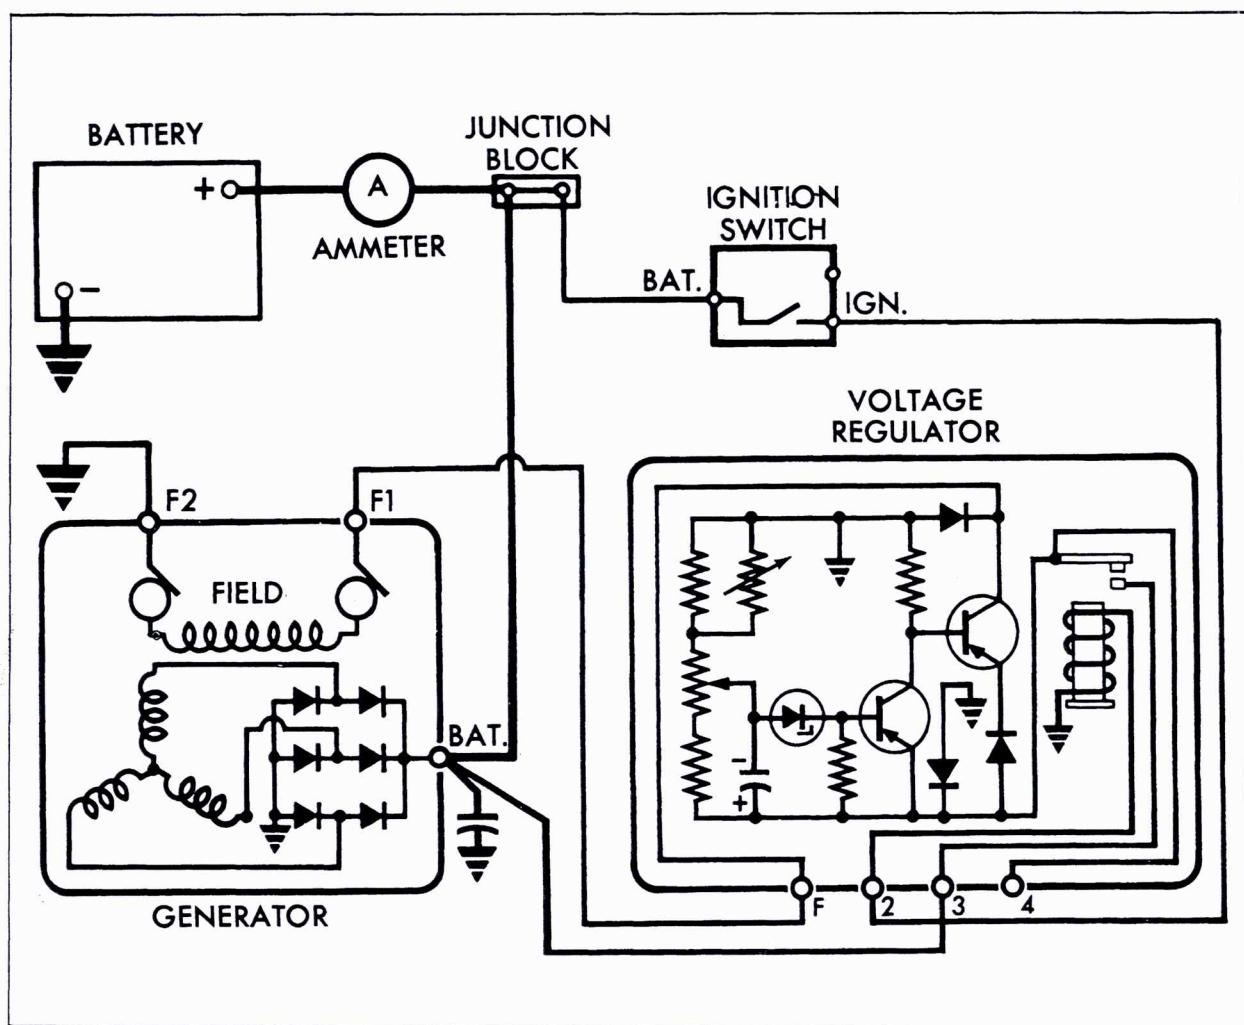 BATTERY
+
-
A
AMMETER
JUNCTION
BLOCK
IGNITION
SWITCH
BAT.
IGN.
VOLTAGE
REGULATOR
F2
F1
FIELD
BAT.
GENERATOR
-
+
F
2
3
4